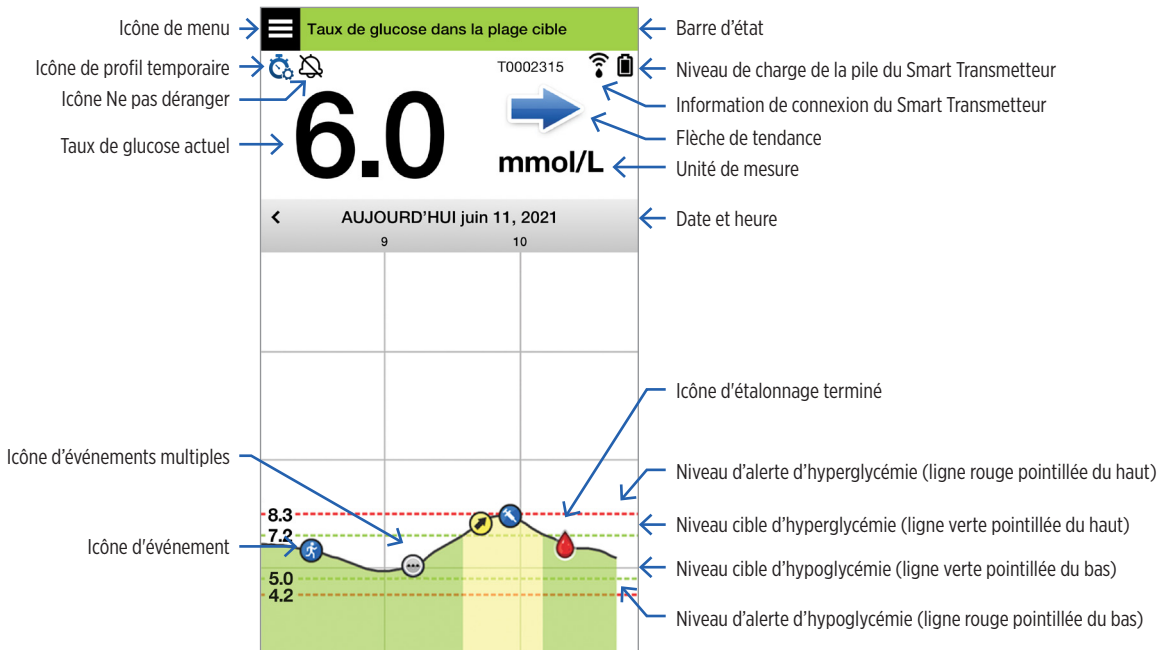 Icône de menu
Taux de glucose dans la plage cible
Barre d'état
Icône de profil temporaire
T0002315
Niveau de charge de la pile du Smart Transmetteur
Icône Ne pas déranger
Information de connexion du Smart Transmetteur
Taux de glucose actuel
6.0
Flèche de tendance
mmol/L
Unité de mesure
AUJOURD'HUI juin 11, 2021
Date et heure
9
10
Icône d'étalonnage terminé
Icône d'événements multiples
Niveau d'alerte d'hyperglycémie (ligne rouge pointillée du haut)
8.3
Niveau cible d'hyperglycémie (ligne verte pointillée du haut)
7.2
Icône d'événement
Niveau cible d'hypoglycémie (ligne verte pointillée du bas)
5.0
4.2
Niveau d'alerte d'hypoglycémie (ligne rouge pointillée du bas)